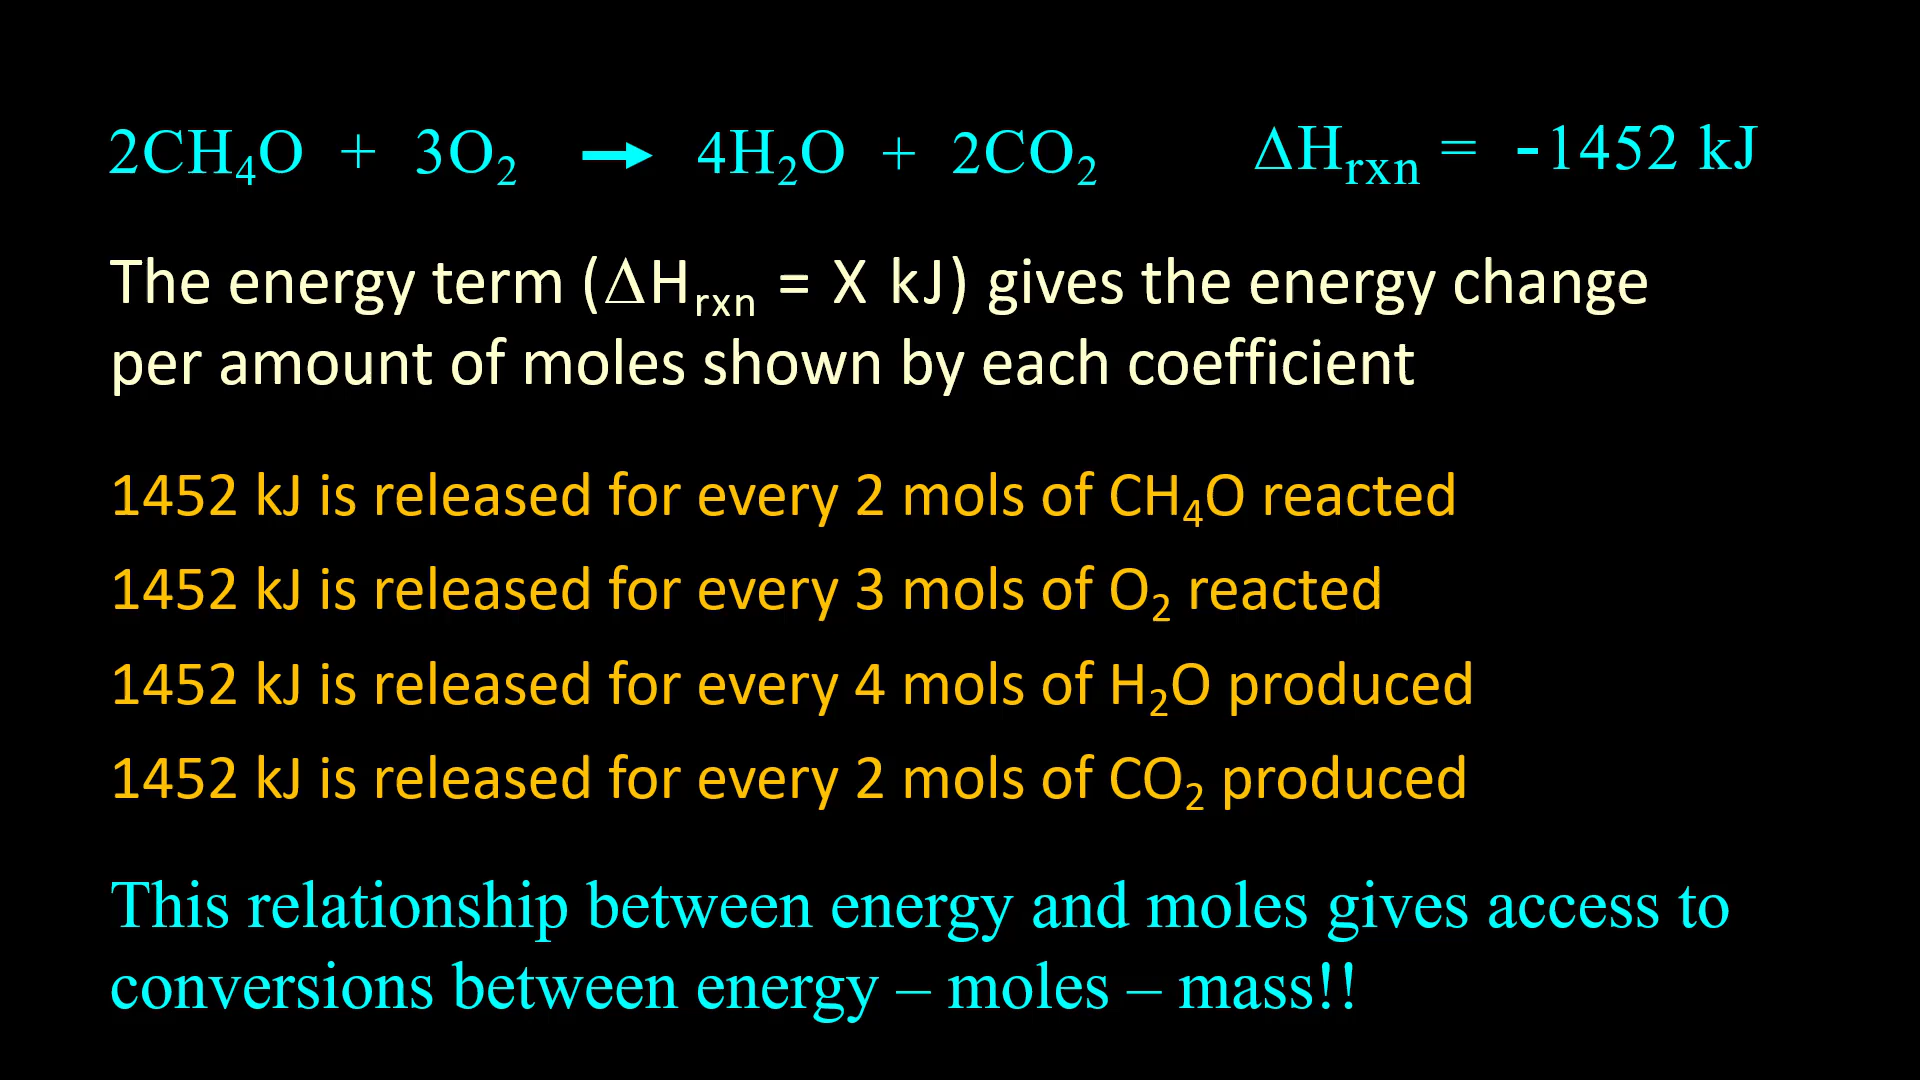 2CH₄O + 3O₂ → 4H₂O + 2CO₂ ΔHrxn = -1452 kJ
The energy term (ΔHrxn = X kJ) gives the energy change
per amount of moles shown by each coefficient
1452 kJ is released for every 2 mols of CH₄O reacted
1452 kJ is released for every 3 mols of O₂ reacted
1452 kJ is released for every 4 mols of H₂O produced
1452 kJ is released for every 2 mols of CO₂ produced
This relationship between energy and moles gives access to
conversions between energy – moles – mass!!